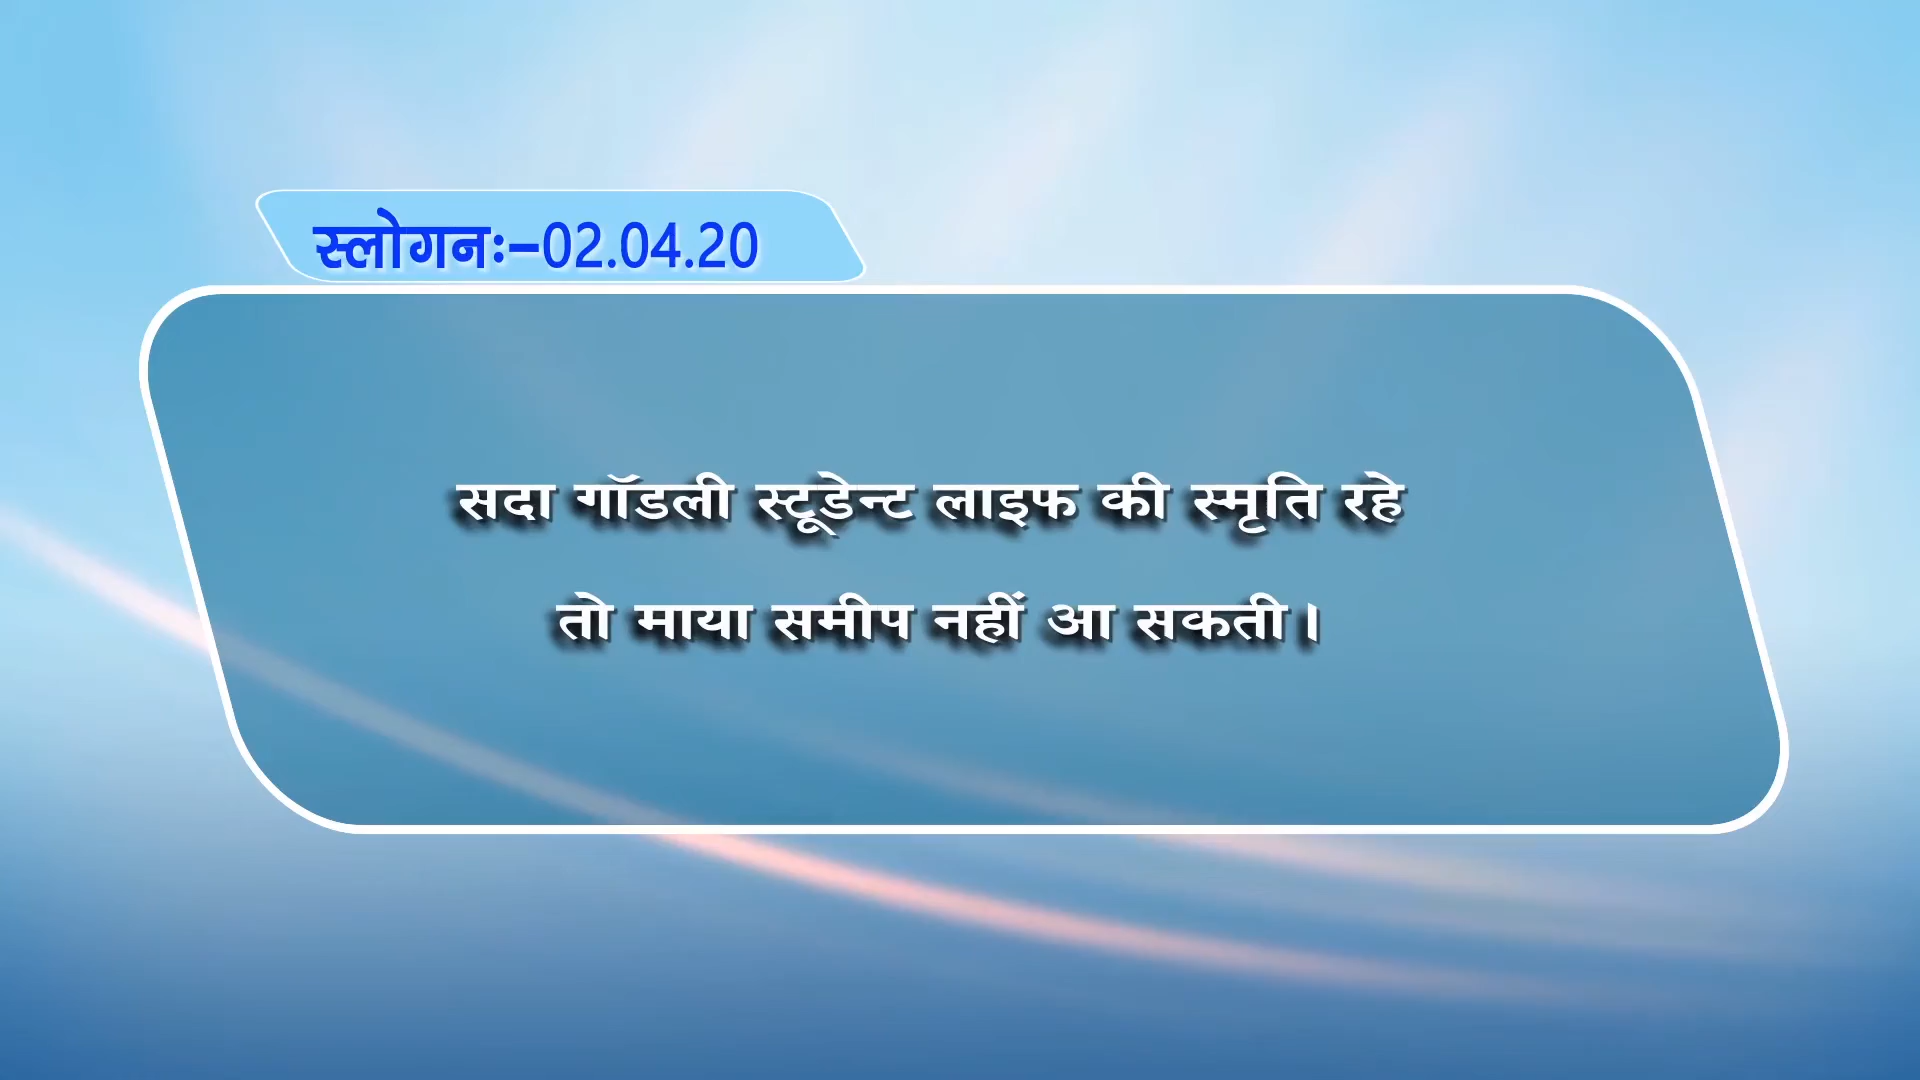 स्लोगनः–02.04.20
सदा गॉडली स्टूडेन्ट लाइफ की स्मृति रहे
तो माया समीप नहीं आ सकती।